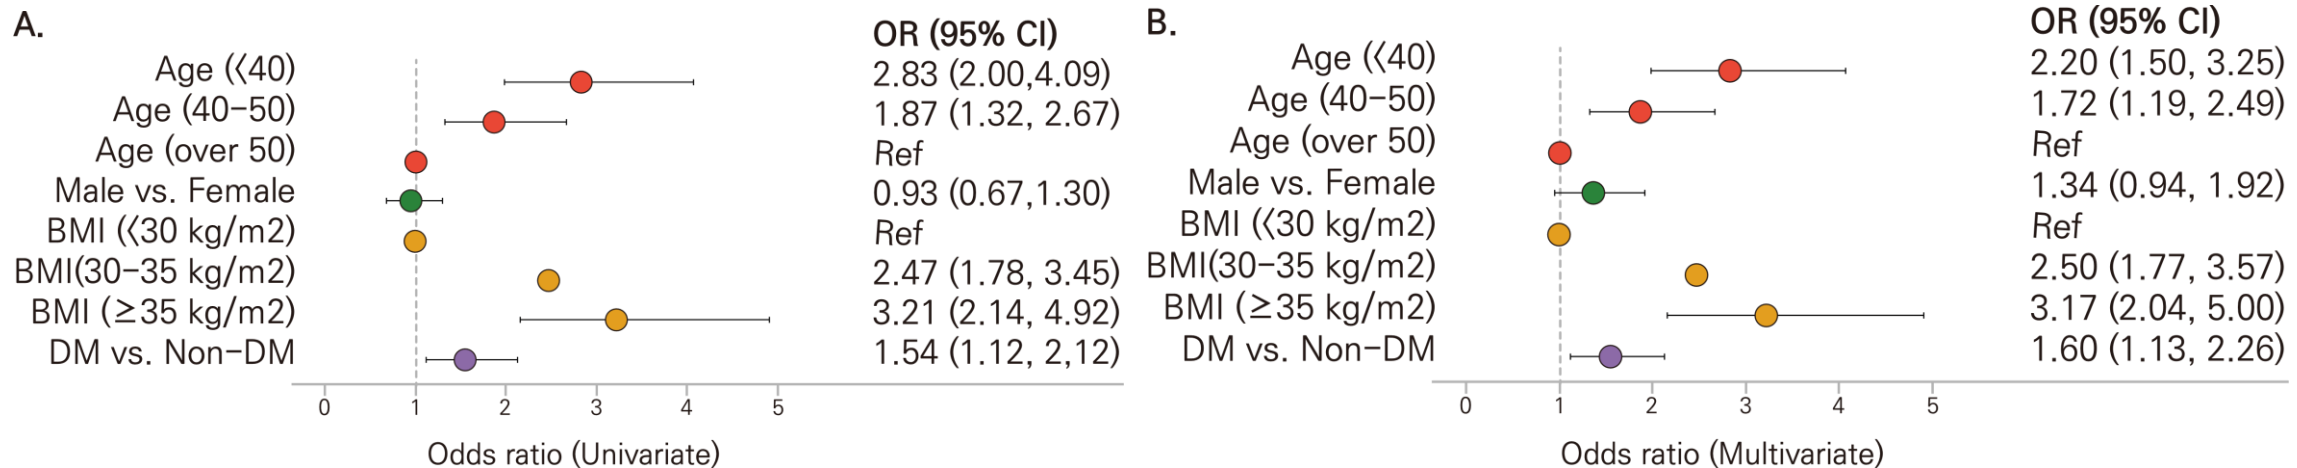 A.
OR (95% CI)
Age (<40) 2.83 (2.00,4.09)
Age (40-50) 1.87 (1.32, 2.67)
Age (over 50) Ref
Male vs. Female 0.93 (0.67,1.30)
BMI (<30 kg/m2) Ref
BMI(30-35 kg/m2) 2.47 (1.78, 3.45)
BMI (≥35 kg/m2) 3.21 (2.14, 4.92)
DM vs. Non-DM 1.54 (1.12, 2,12)
0 1 2 3 4 5
Odds ratio (Univariate)
B.
OR (95% CI)
Age (<40) 2.20 (1.50, 3.25)
Age (40-50) 1.72 (1.19, 2.49)
Age (over 50) Ref
Male vs. Female 1.34 (0.94, 1.92)
BMI (<30 kg/m2) Ref
BMI(30-35 kg/m2) 2.50 (1.77, 3.57)
BMI (≥35 kg/m2) 3.17 (2.04, 5.00)
DM vs. Non-DM 1.60 (1.13, 2.26)
0 1 2 3 4 5
Odds ratio (Multivariate)